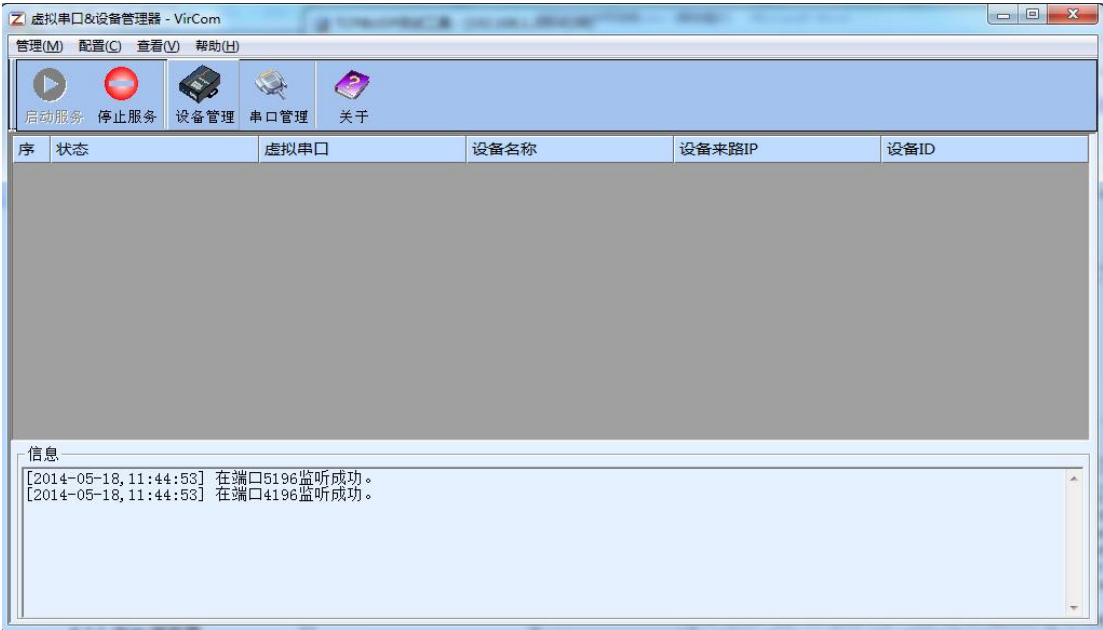 虚拟串口&设备管理器 - VirCom
管理(M) 配置(C) 查看(V) 帮助(H)
启动服务 停止服务 设备管理 串口管理 关于
序 状态 虚拟串口 设备名称 设备来路IP 设备ID
信息
[2014-05-18,11:44:53] 在端口5196监听成功。
[2014-05-18,11:44:53] 在端口4196监听成功。